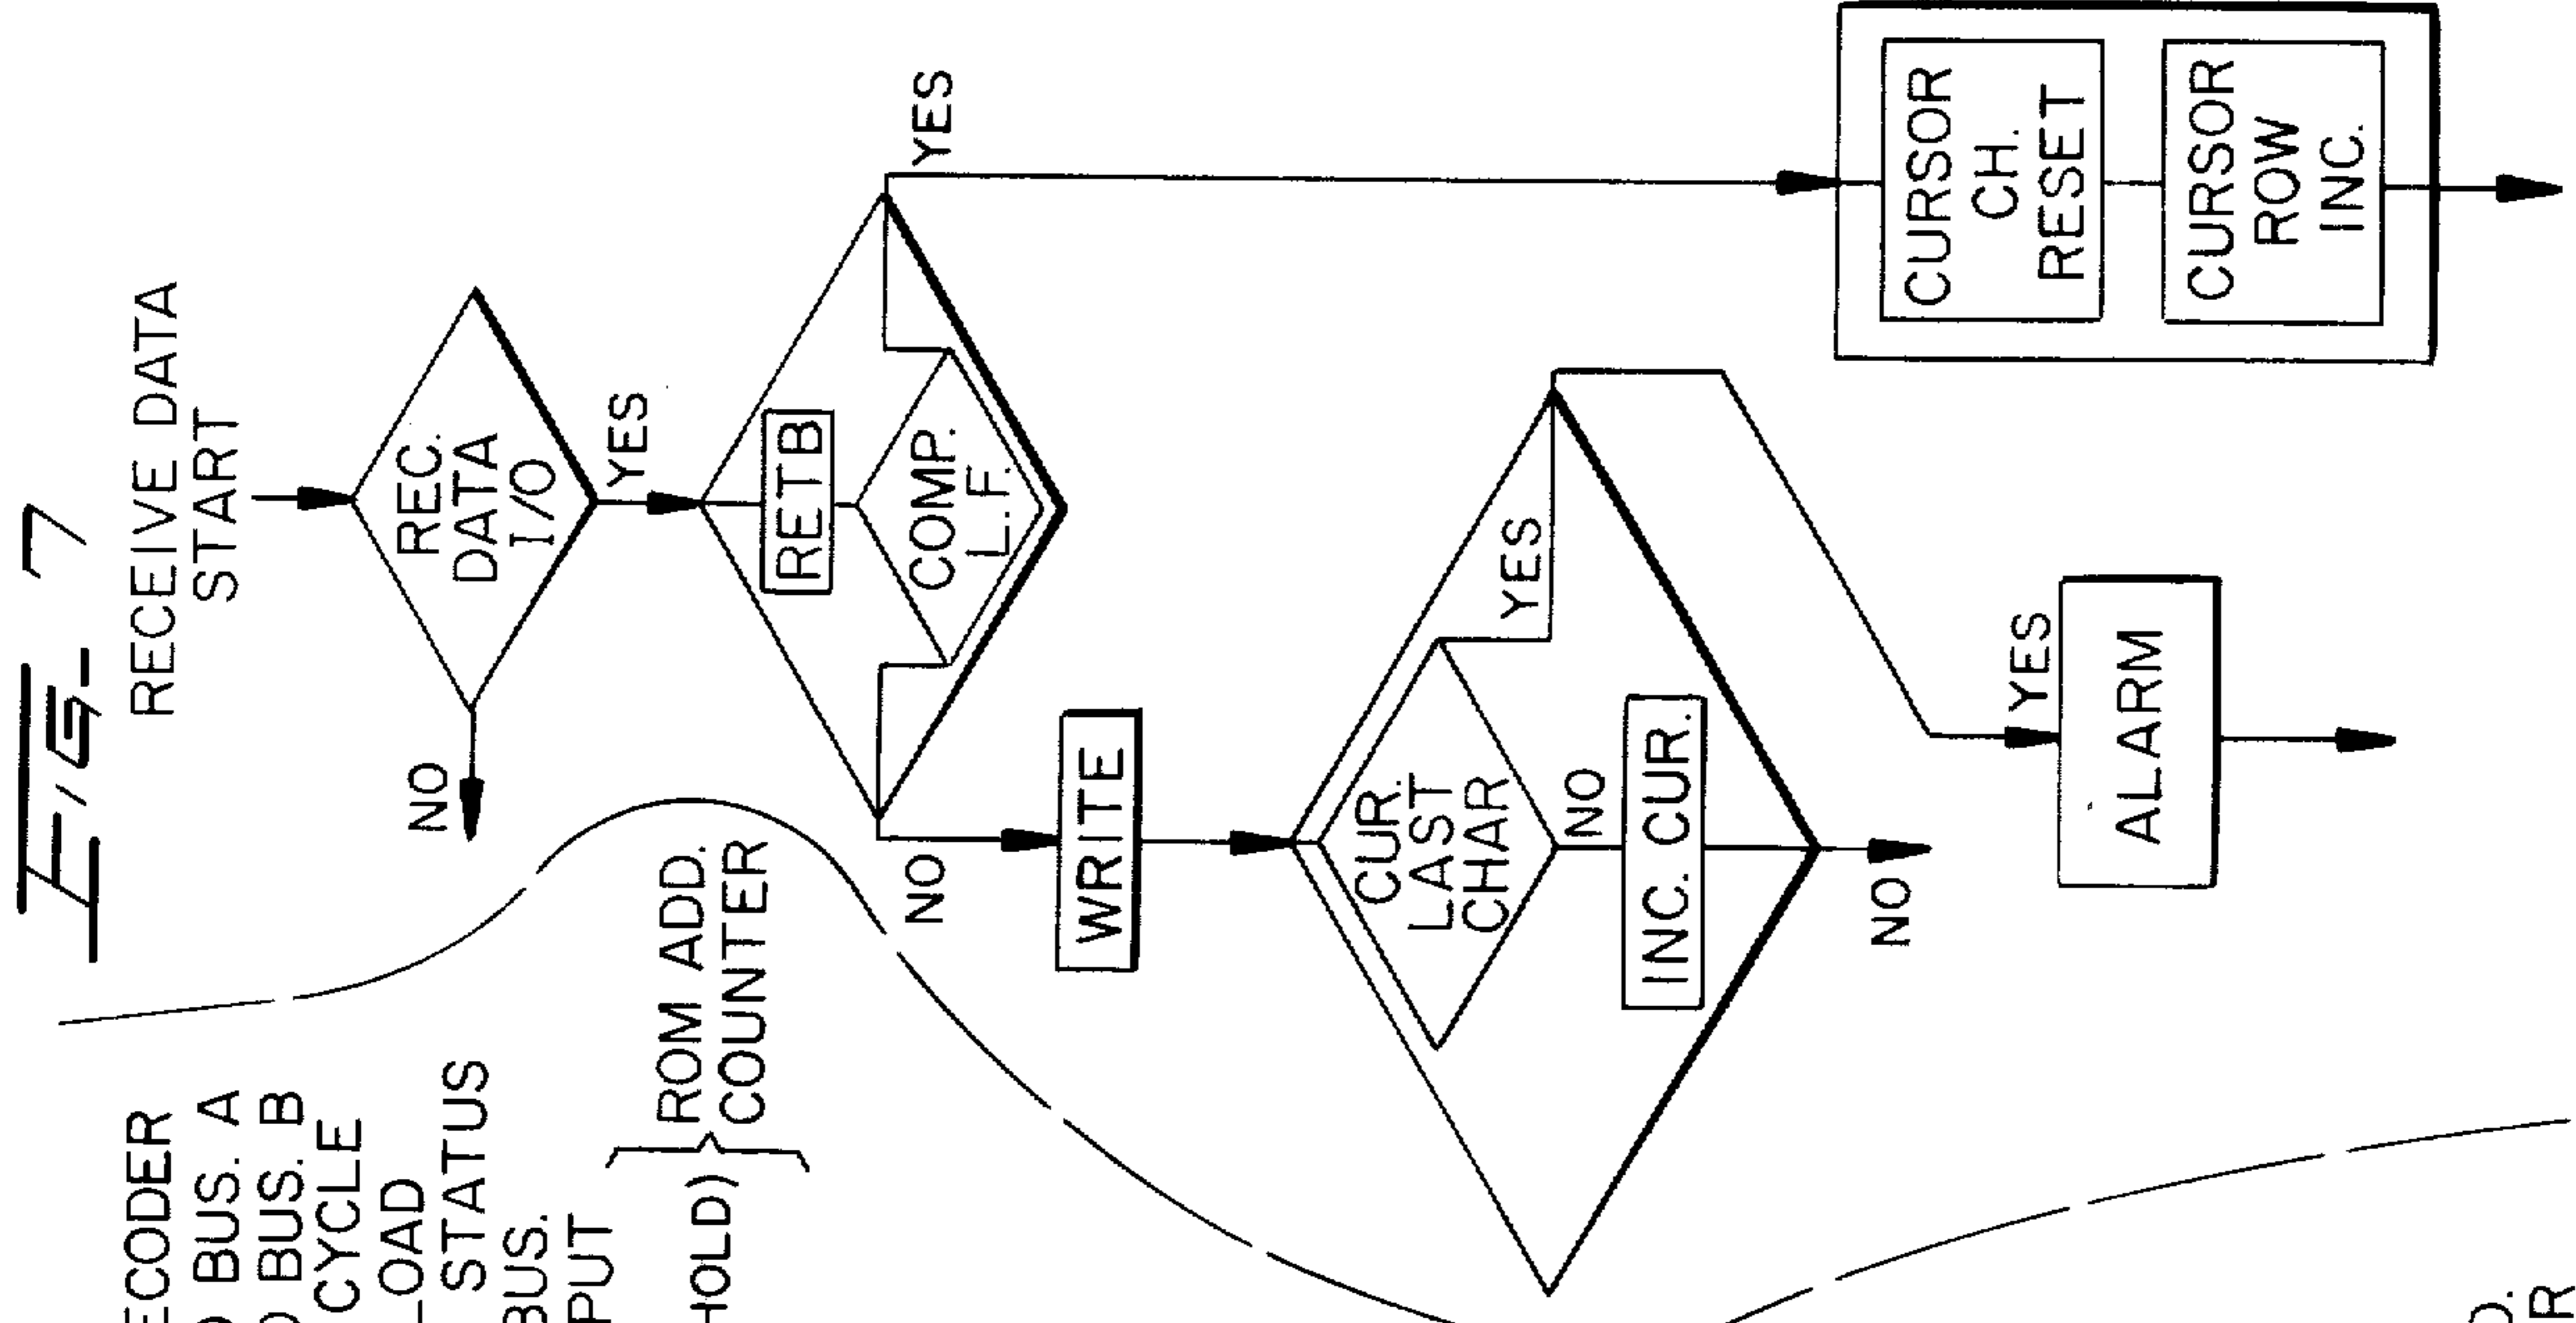 FIG_ 7
RECEIVE DATA
START
REC.
DATA
I/O
NO
YES
RETB
COMP.
L.F.
YES
NO
WRITE
CUR.
LAST
CHAR
YES
NO
INC. CUR.
NO
YES
ALARM
CURSOR
CH.
RESET
CURSOR
ROW
INC.
ECODER
BUS. A
BUS. B
CYCLE
LOAD
STATUS
BUS.
PUT
HOLD)
ROM ADD.
COUNTER